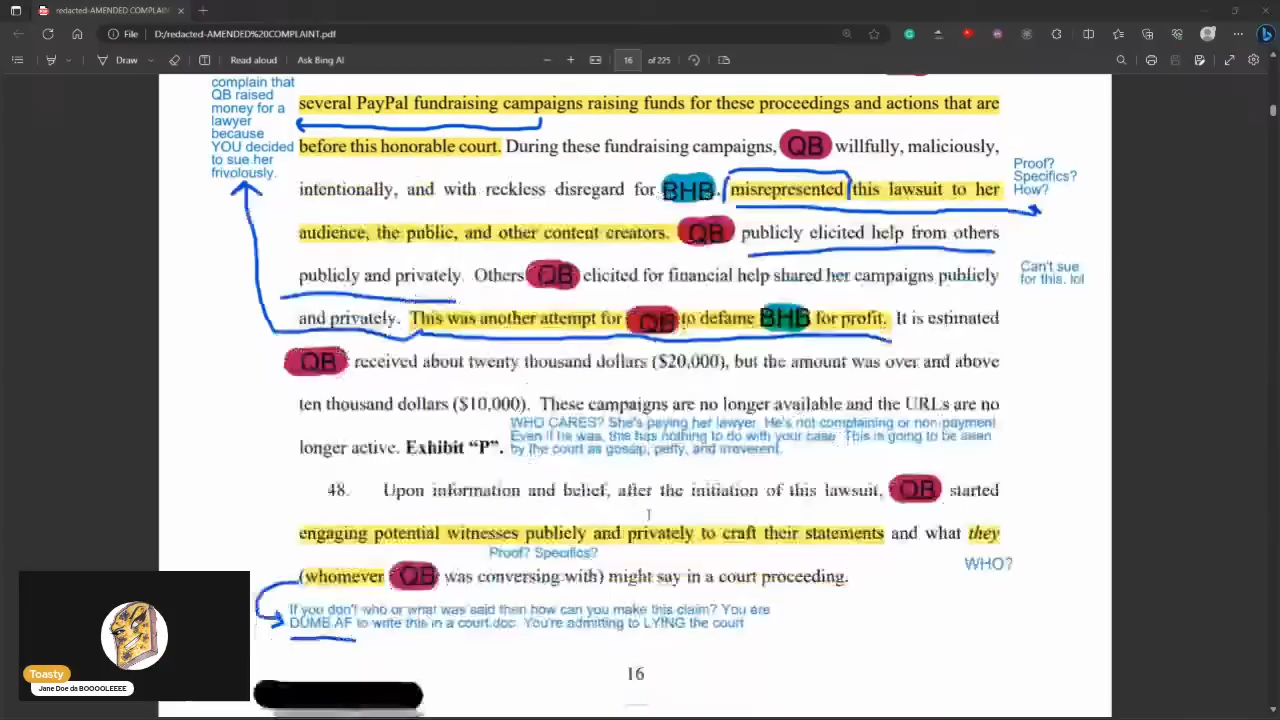 redacted-AMENDED COMPLAINT.
File
D:/redacted-AMENDED%20COMPLAINT.pdf
Draw
Read aloud
Ask Bing AI
16
of 225
complain that
QB raised
money for a
lawyer
because
YOU decided
to sue her
frivolously.
several PayPal fundraising campaigns raising funds for these proceedings and actions that are
before this honorable court. During these fundraising campaigns, QB willfully, maliciously,
intentionally, and with reckless disregard for BHB, misrepresented this lawsuit to her
Proof?
Specifics?
How?
audience, the public, and other content creators. QB publicly elicited help from others
publicly and privately. Others QB elicited for financial help shared her campaigns publicly
Can't sue
for this. lol
and privately. This was another attempt for QB to defame BHB for profit. It is estimated
QB received about twenty thousand dollars ($20,000), but the amount was over and above
ten thousand dollars ($10,000). These campaigns are no longer available and the URLs are no
longer active. Exhibit “P”.
WHO CARES? She's paying her lawyer. He's not complaining or non-payment
Even if he was, this has nothing to do with your case. This is going to be seen
by the court as gossip, petty, and irreverent.
48. Upon information and belief, after the initiation of this lawsuit, QB started
engaging potential witnesses publicly and privately to craft their statements and what they
Proof? Specifics?
WHO?
(whomever QB was conversing with) might say in a court proceeding.
If you don't who or what was said then how can you make this claim? You are
DUMB AF to write this in a court doc. You're admitting to LYING the court
16
Toasty
Jane Doe da BOOOOLEEEE